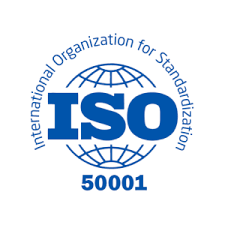 International Organization for Standardization
ISO
50001